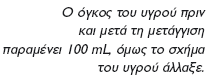 Ο όγκος του υγρού πριν
και μετά τη μετάγγιση
παραμένει 100 mL, όμως το σχήμα
του υγρού άλλαξε.